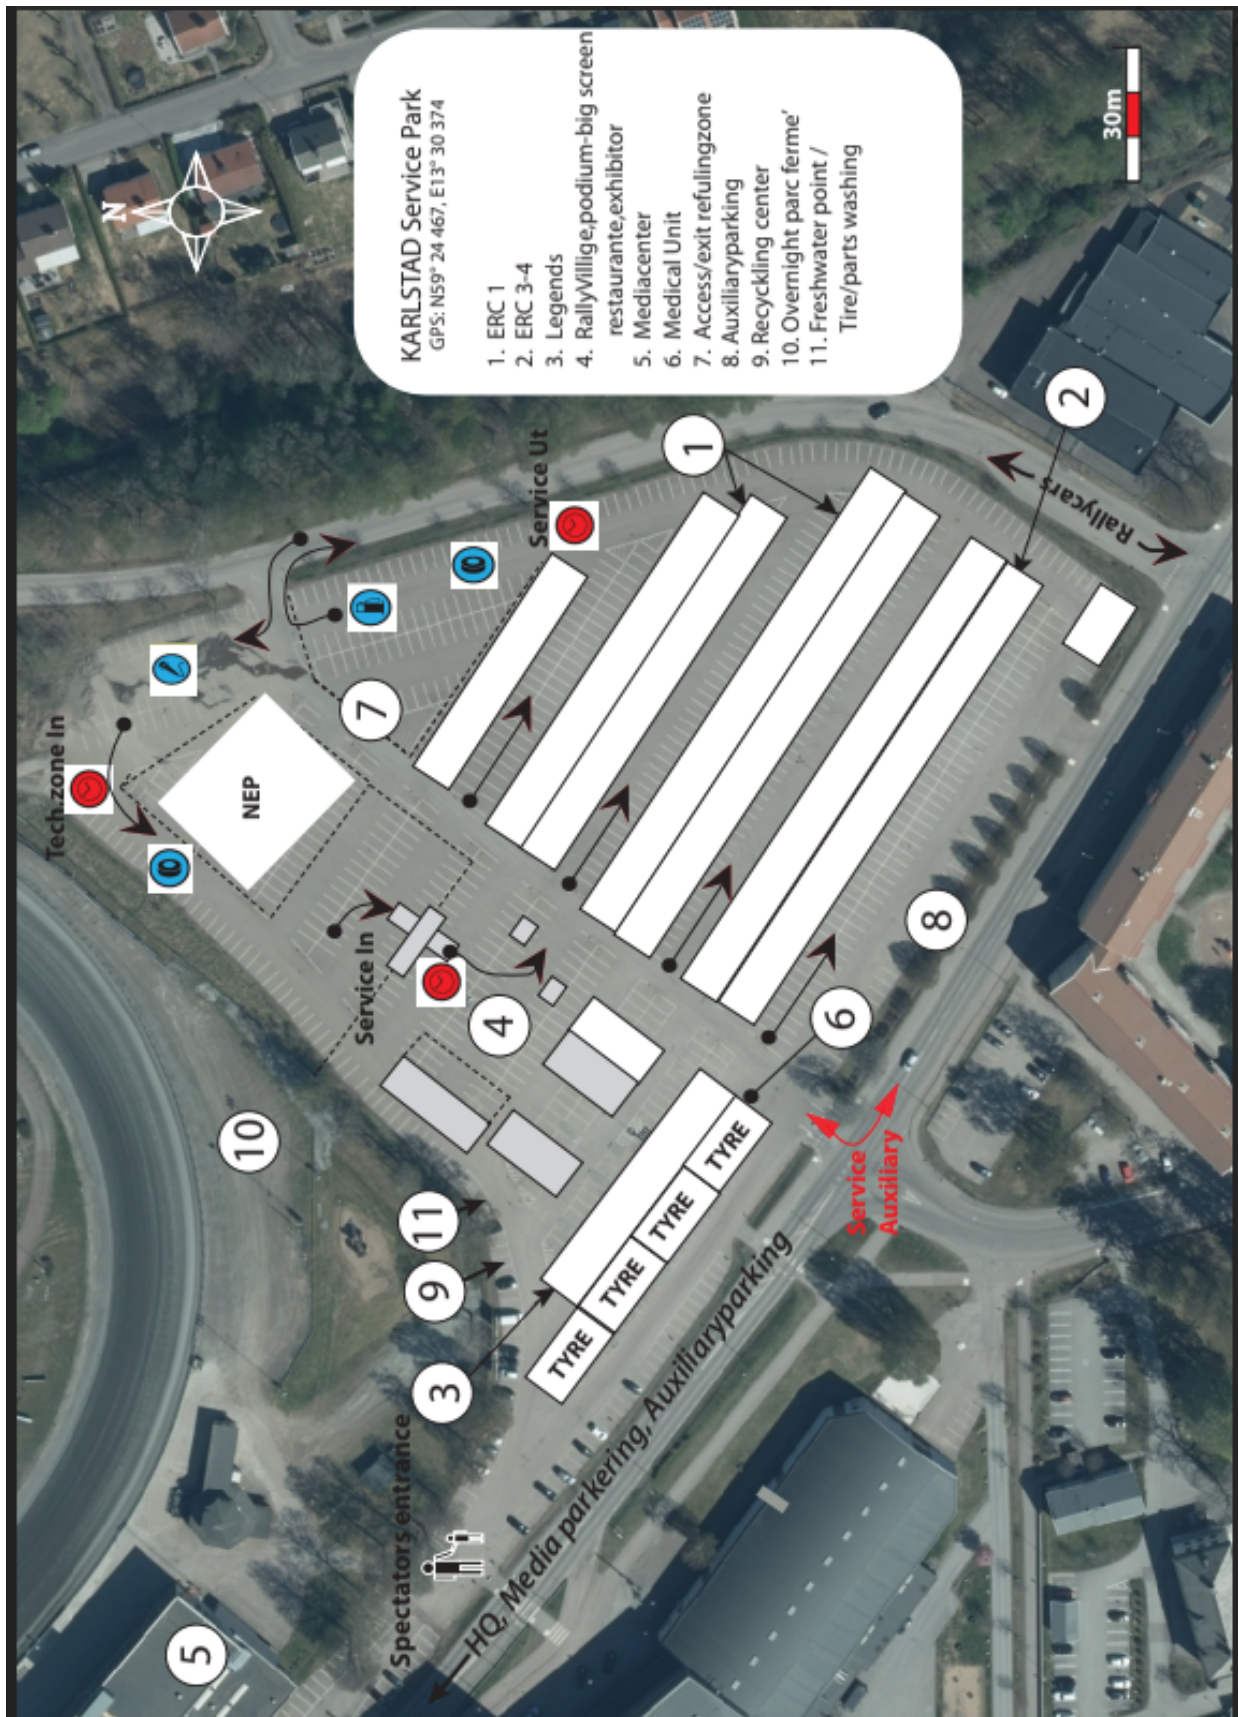 KARLSTAD Service Park
GPS: N59° 24 467, E13° 30 374
1. ERC 1
2. ERC 3-4
3. Legends
4. RallyVillige,podium-big screen
restaurante,exhibitor
5. Mediacenter
6. Medical Unit
7. Access/exit refulingzone
8. Auxiliaryparking
9. Recyckling center
10. Overnight parc ferme'
11. Freshwater point /
Tire/parts washing
N
30m
Tech.zone In
NEP
7
Service Ut
1
2
Rallycars
Service In
4
10
6
8
11
9
3
TYRE
TYRE
TYRE
TYRE
Service
Auxiliary
5
Spectators entrance
HQ, Media parkering, Auxiliaryparking